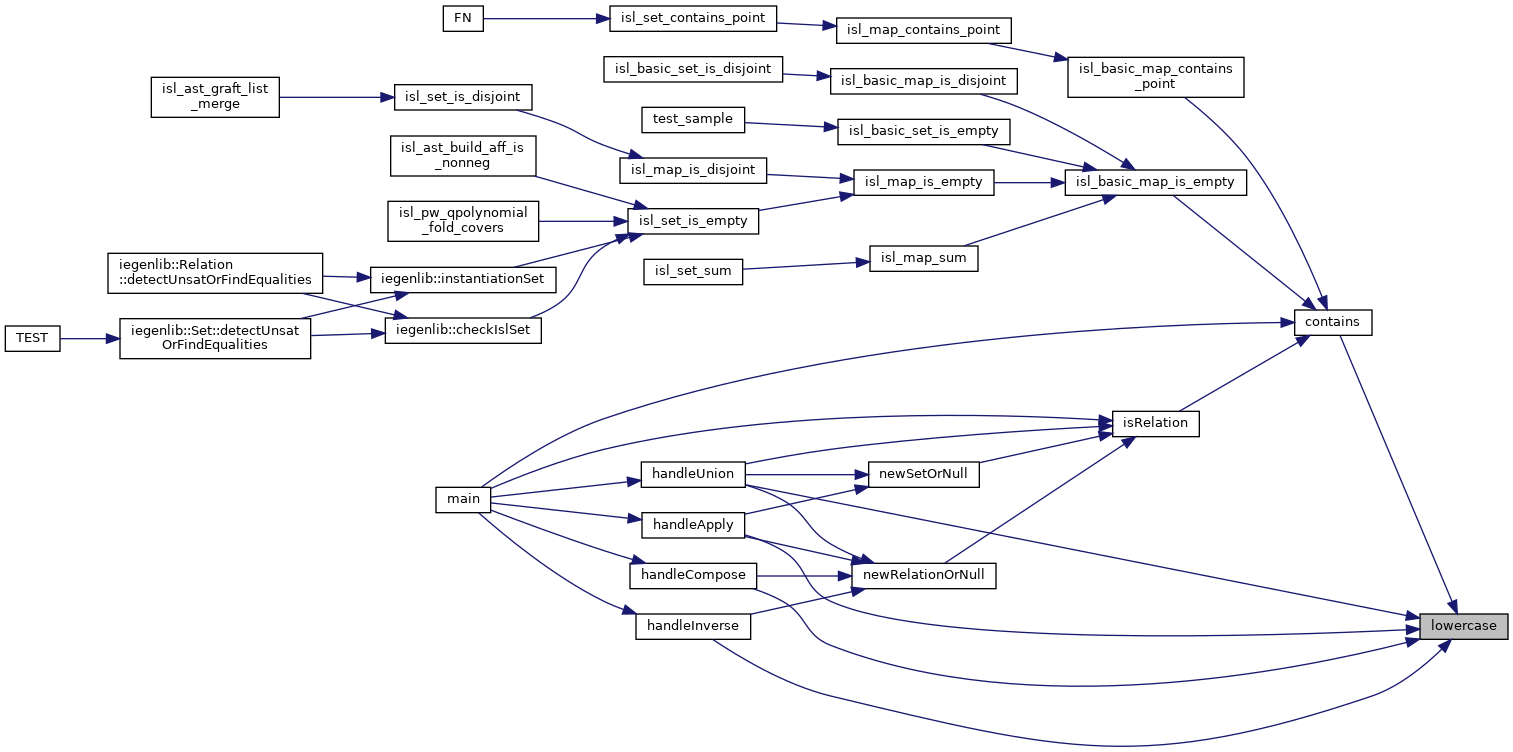 FN
isl_set_contains_point
isl_map_contains_point
isl_basic_map_contains
_point
isl_basic_set_is_disjoint
isl_basic_map_is_disjoint
isl_ast_graft_list
_merge
isl_set_is_disjoint
test_sample
isl_basic_set_is_empty
isl_ast_build_aff_is
_nonneg
isl_map_is_disjoint
isl_map_is_empty
isl_basic_map_is_empty
isl_pw_qpolynomial
_fold_covers
isl_set_is_empty
isl_map_sum
isl_set_sum
iegenlib::Relation
::detectUnsatOrFindEqualities
iegenlib::instantiationSet
TEST
iegenlib::Set::detectUnsat
OrFindEqualities
iegenlib::checkIslSet
contains
isRelation
handleUnion
newSetOrNull
main
handleApply
handleCompose
newRelationOrNull
handleInverse
lowercase